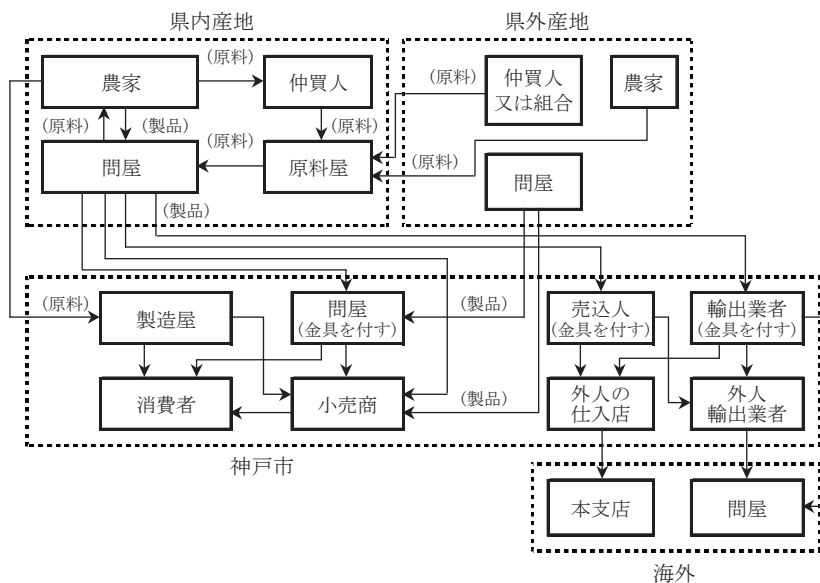 県内産地
県外産地
農家
(原料)
仲買人
(原料)
仲買人
又は組合
農家
(原料)
(製品)
(原料)
(原料)
問屋
原料屋
(原料)
問屋
(製品)
(原料)
製造屋
問屋
(金具を付す)
(製品)
売込人
(金具を付す)
輸出業者
(金具を付す)
消費者
小売商
(製品)
外人の
仕入店
外人
輸出業者
神戸市
本支店
問屋
海外